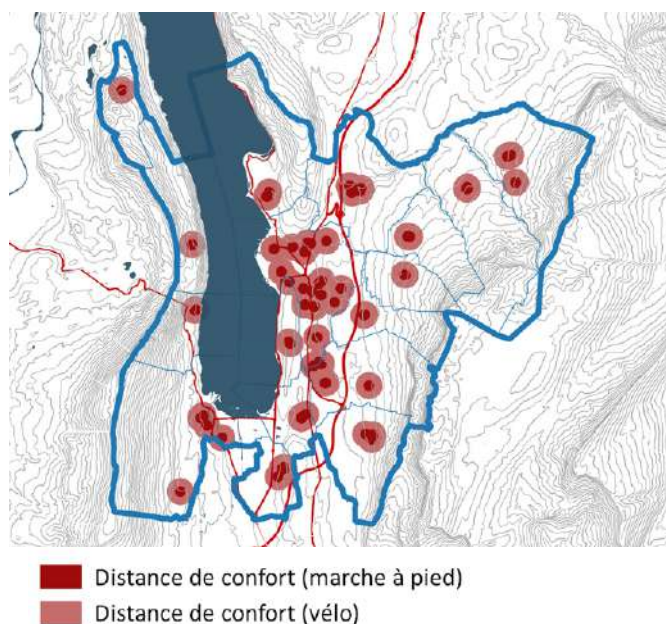 Distance de confort (marche à pied)
Distance de confort (vélo)